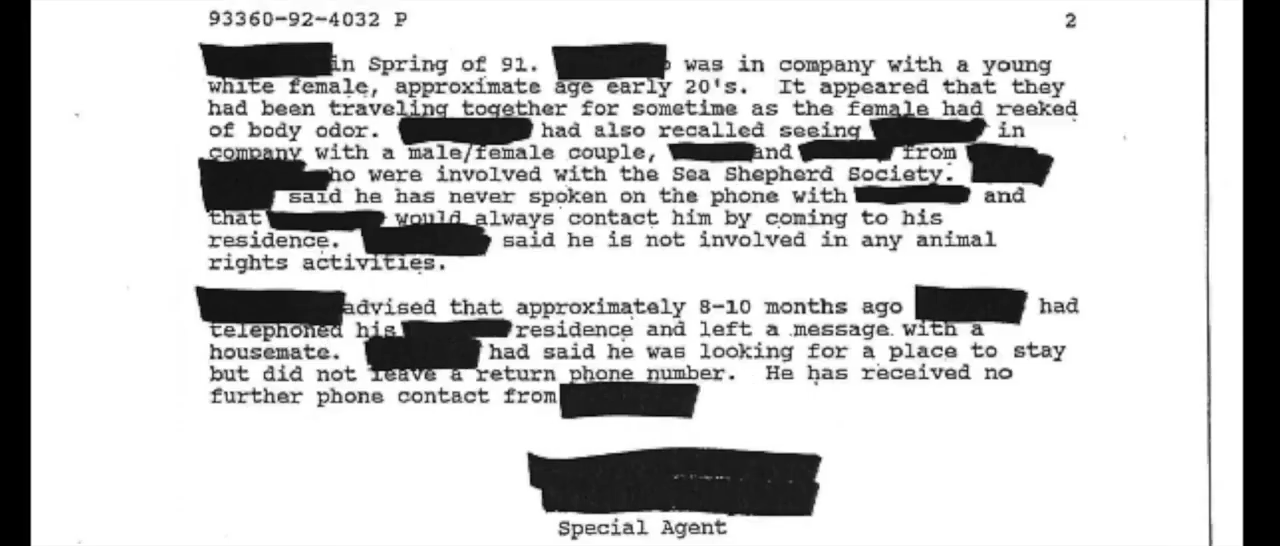 93360-92-4032 P 2
in Spring of 91. was in company with a young
white female, approximate age early 20's. It appeared that they
had been traveling together for sometime as the female had reeked
of body odor. had also recalled seeing in
company with a male/female couple, and from
ho were involved with the Sea Shepherd Society.
said he has never spoken on the phone with and
that would always contact him by coming to his
residence. said he is not involved in any animal
rights activities.
advised that approximately 8-10 months ago had
telephoned his residence and left a message with a
housemate. had said he was looking for a place to stay
but did not leave a return phone number. He has received no
further phone contact from
Special Agent